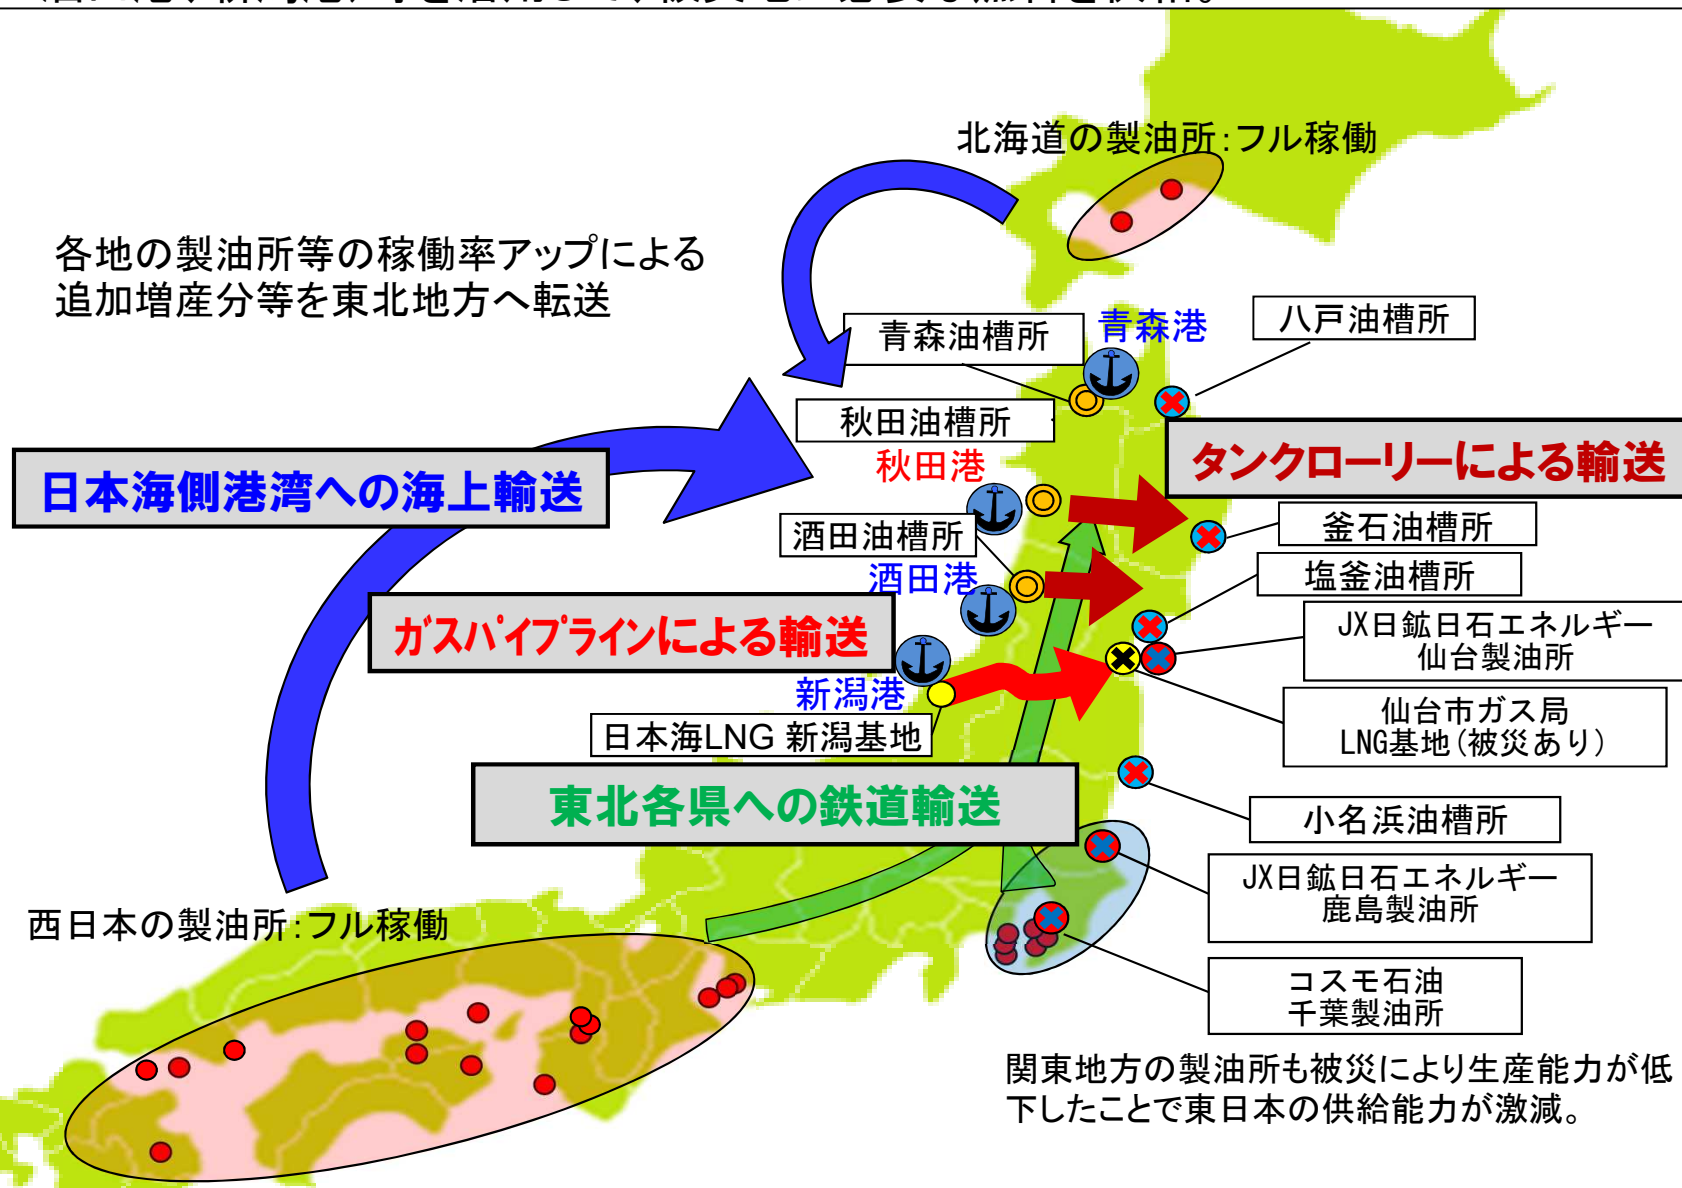 北海道の製油所：フル稼働
各地の製油所等の稼働率アップによる
追加増産分等を東北地方へ転送
青森油槽所
青森港
八戸油槽所
秋田油槽所
秋田港
タンクローリーによる輸送
日本海側港湾への海上輸送
酒田油槽所
酒田港
釜石油槽所
塩釜油槽所
ガスパイプラインによる輸送
JX日鉱日石エネルギー
仙台製油所
新潟港
日本海LNG 新潟基地
仙台市ガス局
LNG基地（被災あり）
東北各県への鉄道輸送
小名浜油槽所
JX日鉱日石エネルギー
鹿島製油所
西日本の製油所：フル稼働
コスモ石油
千葉製油所
関東地方の製油所も被災により生産能力が低
下したことで東日本の供給能力が激減。